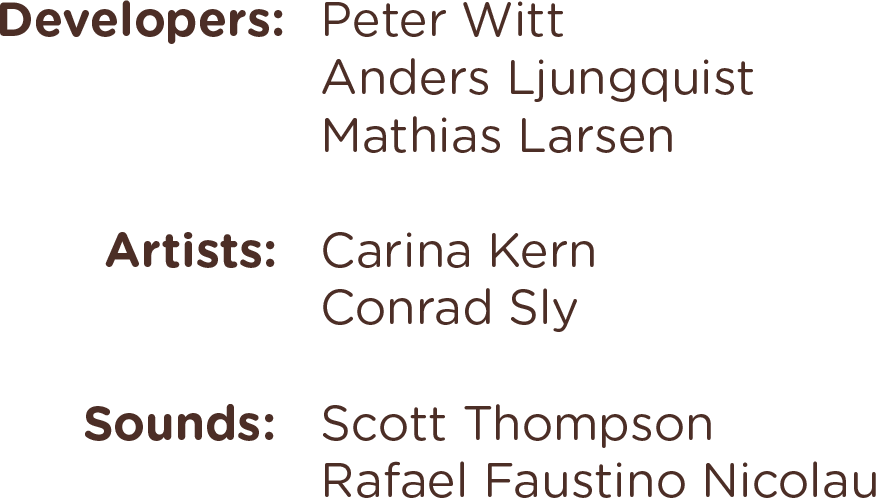 Developers: Peter Witt
Anders Ljungquist
Mathias Larsen
Artists: Carina Kern
Conrad Sly
Sounds: Scott Thompson
Rafael Faustino Nicolau